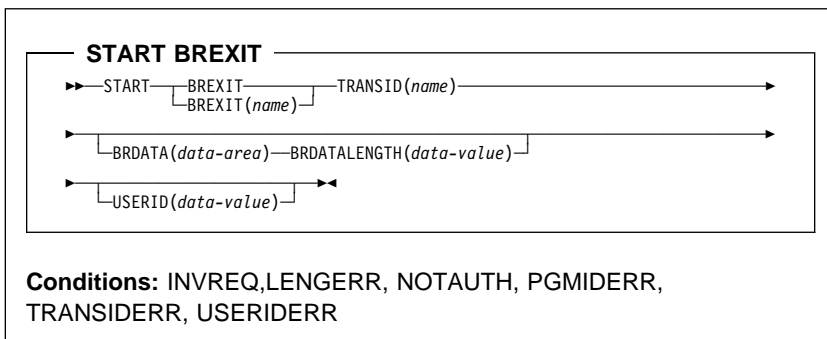 START BREXIT
START BREXIT TRANSID(name)
BREXIT(name)
BRDATA(data-area) BRDATALENGTH(data-value)
USERID(data-value)
Conditions: INVREQ,LENGERR, NOTAUTH, PGMIDERR,
TRANSIDERR, USERIDERR